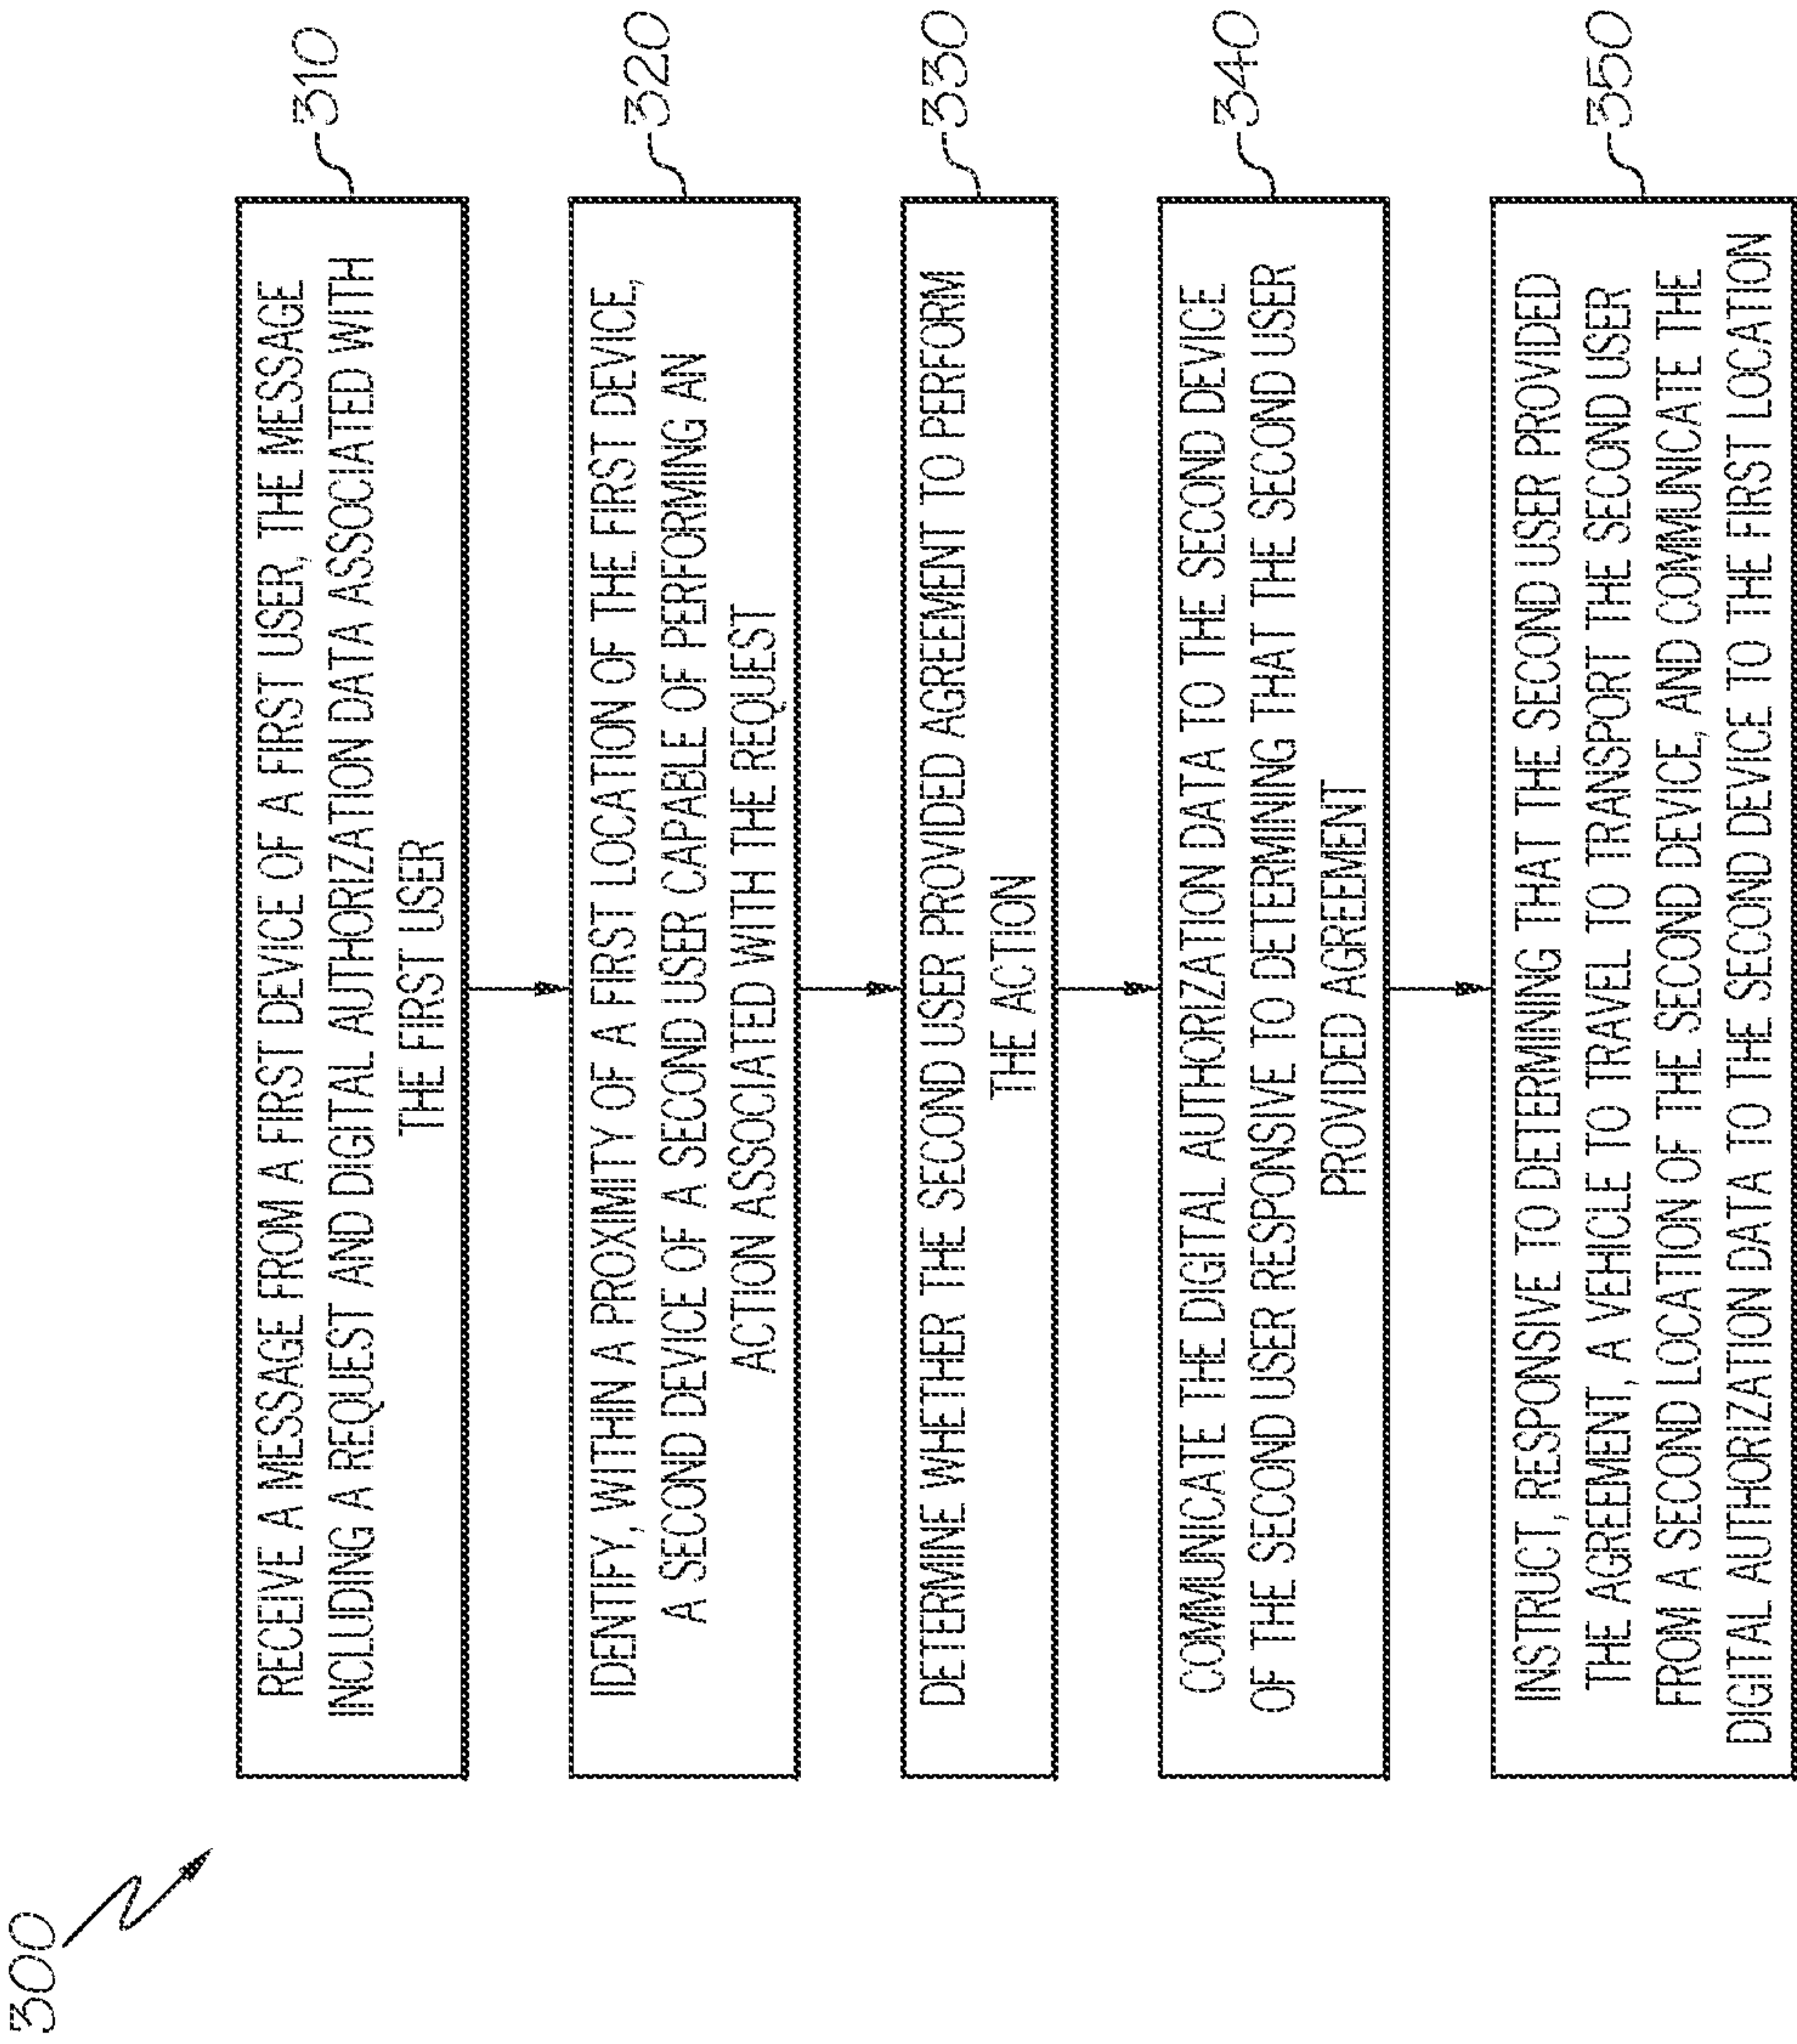 300
RECEIVE A MESSAGE FROM A FIRST DEVICE OF A FIRST USER, THE MESSAGE
INCLUDING A REQUEST AND DIGITAL AUTHORIZATION DATA ASSOCIATED WITH
THE FIRST USER
310
IDENTIFY, WITHIN A PROXIMITY OF A FIRST LOCATION OF THE FIRST DEVICE,
A SECOND DEVICE OF A SECOND USER CAPABLE OF PERFORMING AN
ACTION ASSOCIATED WITH THE REQUEST
320
DETERMINE WHETHER THE SECOND USER PROVIDED AGREEMENT TO PERFORM
THE ACTION
330
COMMUNICATE THE DIGITAL AUTHORIZATION DATA TO THE SECOND DEVICE
OF THE SECOND USER RESPONSIVE TO DETERMINING THAT THE SECOND USER
PROVIDED AGREEMENT
340
INSTRUCT, RESPONSIVE TO DETERMINING THAT THE SECOND USER PROVIDED
THE AGREEMENT, A VEHICLE TO TRAVEL TO TRANSPORT THE SECOND USER
FROM A SECOND LOCATION OF THE SECOND DEVICE, AND COMMUNICATE THE
DIGITAL AUTHORIZATION DATA TO THE SECOND DEVICE TO THE FIRST LOCATION
350